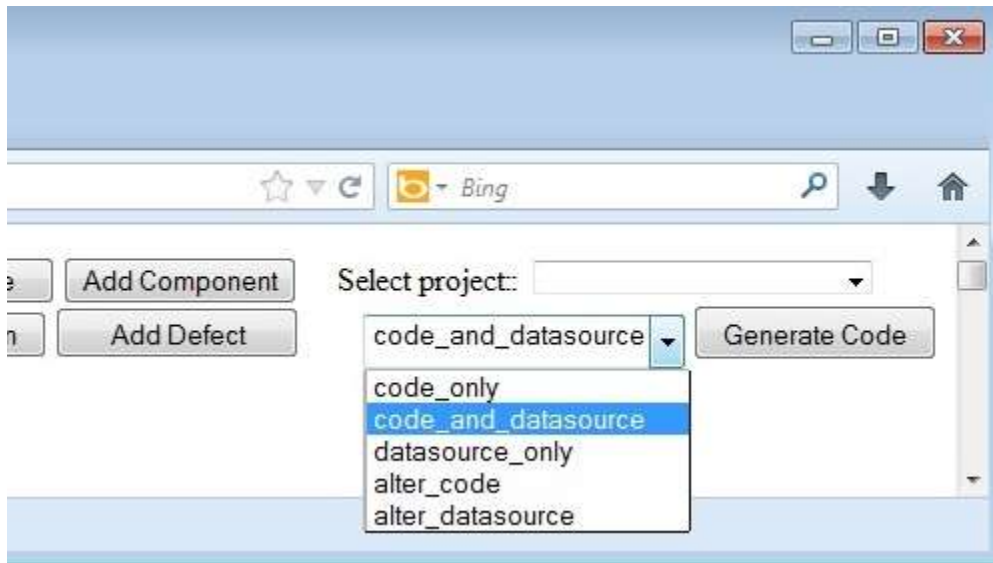 Bing
e Add Component Select project::
n Add Defect code_and_datasource Generate Code
code_only
code_and_datasource
datasource_only
alter_code
alter_datasource